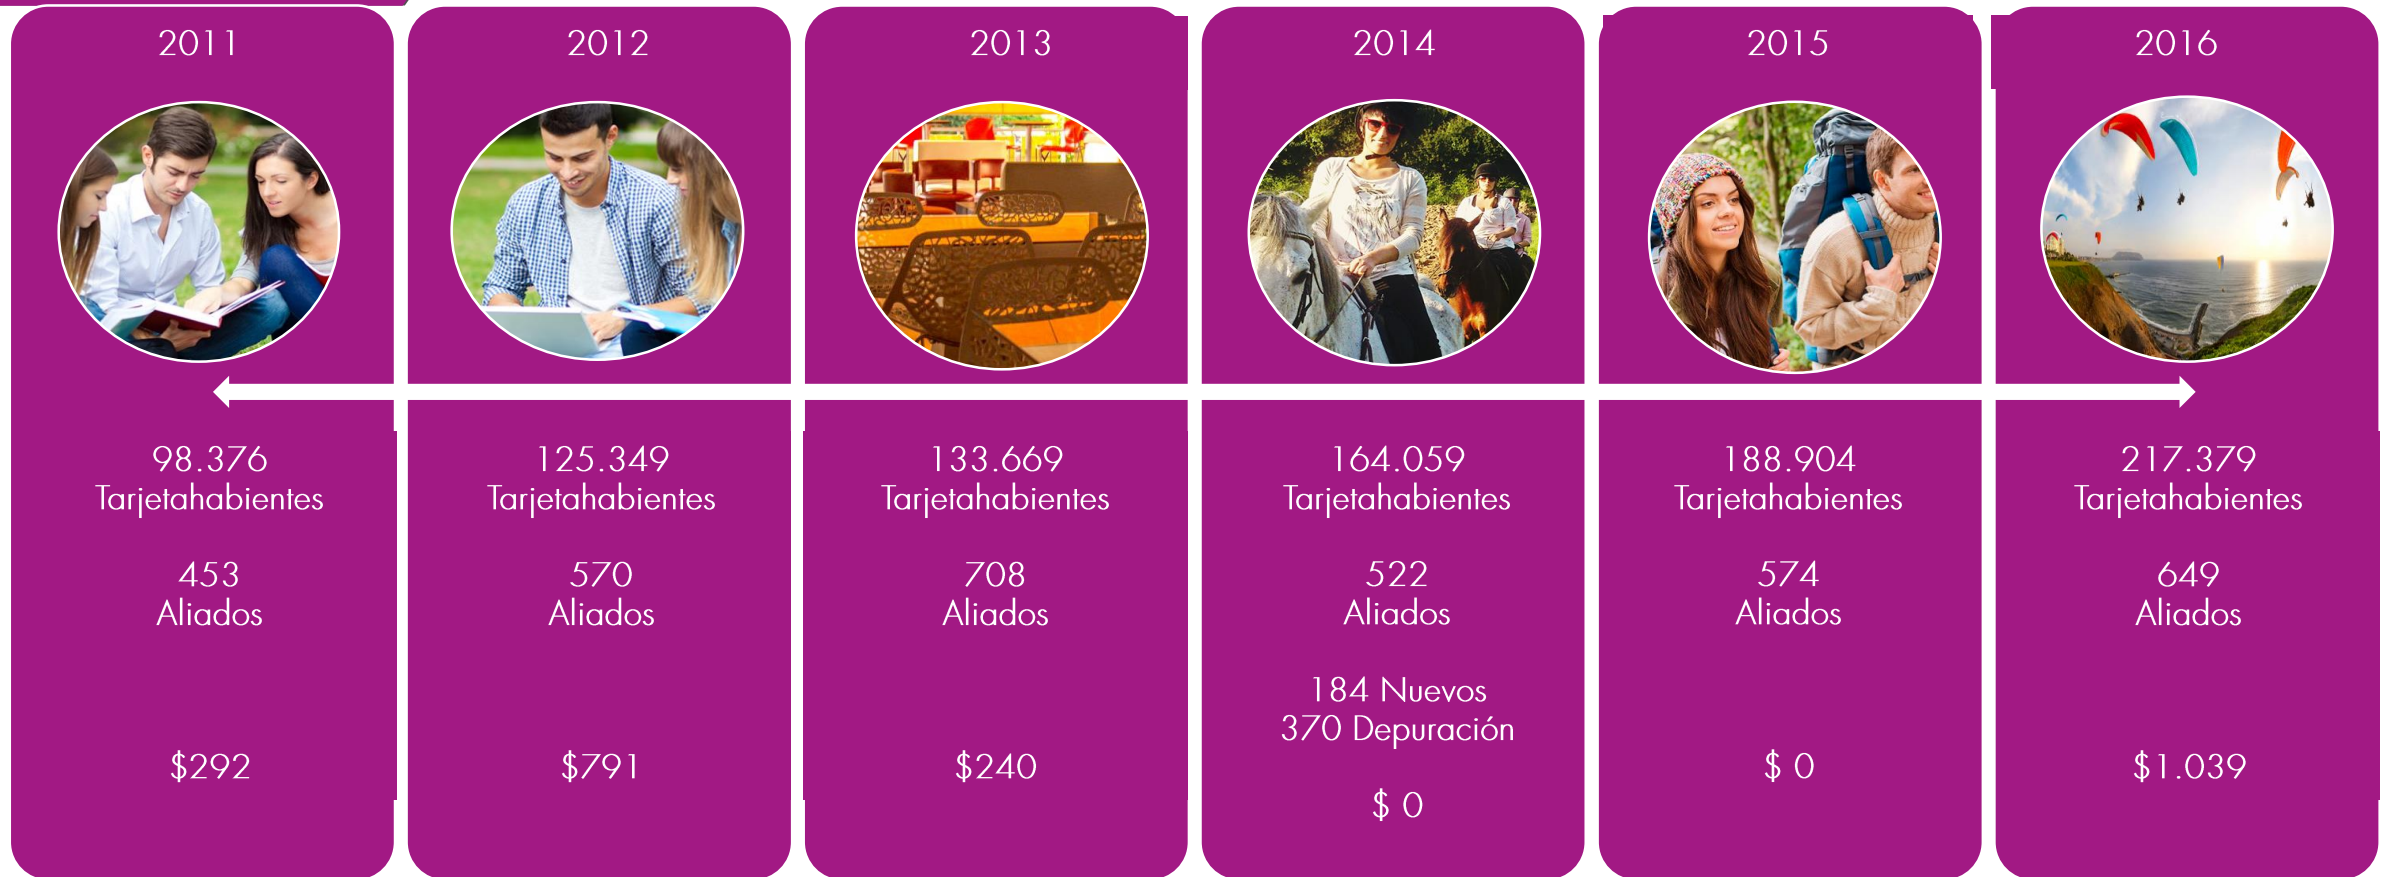 2011
98.376
Tarjetahabientes
453
Aliados
$292
2012
125.349
Tarjetahabientes
570
Aliados
$791
2013
133.669
Tarjetahabientes
708
Aliados
$240
2014
164.059
Tarjetahabientes
522
Aliados
184 Nuevos
370 Depuración
$ 0
2015
188.904
Tarjetahabientes
574
Aliados
$ 0
2016
217.379
Tarjetahabientes
649
Aliados
$1.039